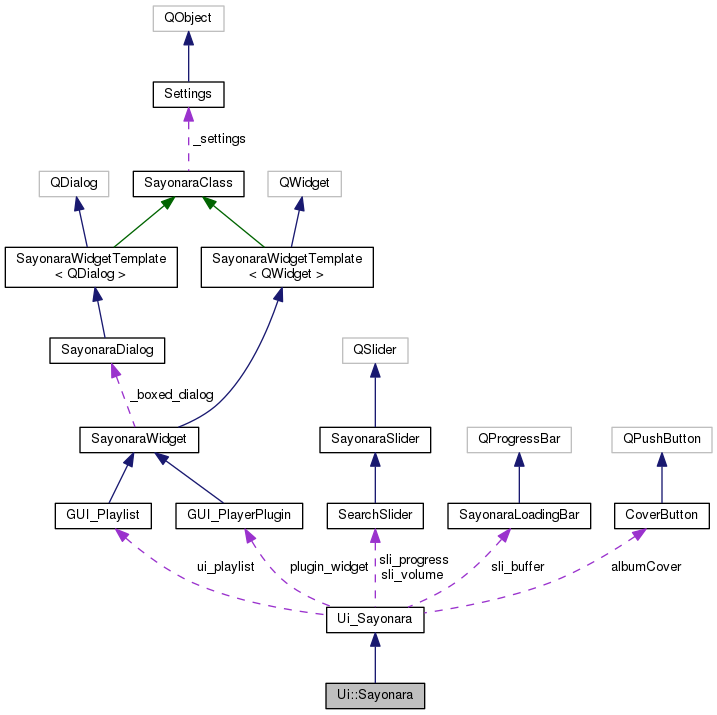 QObject
Settings
_settings
QDialog
SayonaraClass
QWidget
SayonaraWidgetTemplate
< QDialog >
SayonaraWidgetTemplate
< QWidget >
SayonaraDialog
QSlider
_boxed_dialog
SayonaraWidget
SayonaraSlider
QProgressBar
QPushButton
GUI_Playlist
GUI_PlayerPlugin
SearchSlider
SayonaraLoadingBar
CoverButton
ui_playlist
plugin_widget
sli_progress
sli_volume
sli_buffer
albumCover
Ui_Sayonara
Ui::Sayonara